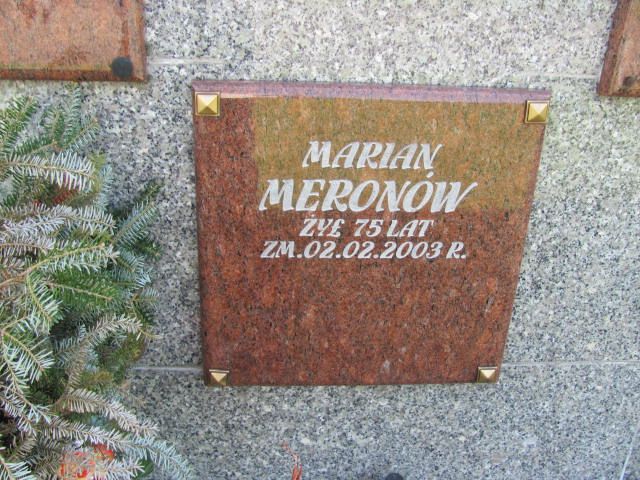 MARIAN
MERONÓW
ŻYŁ 75 LAT
ZM.02.02.2003 R.